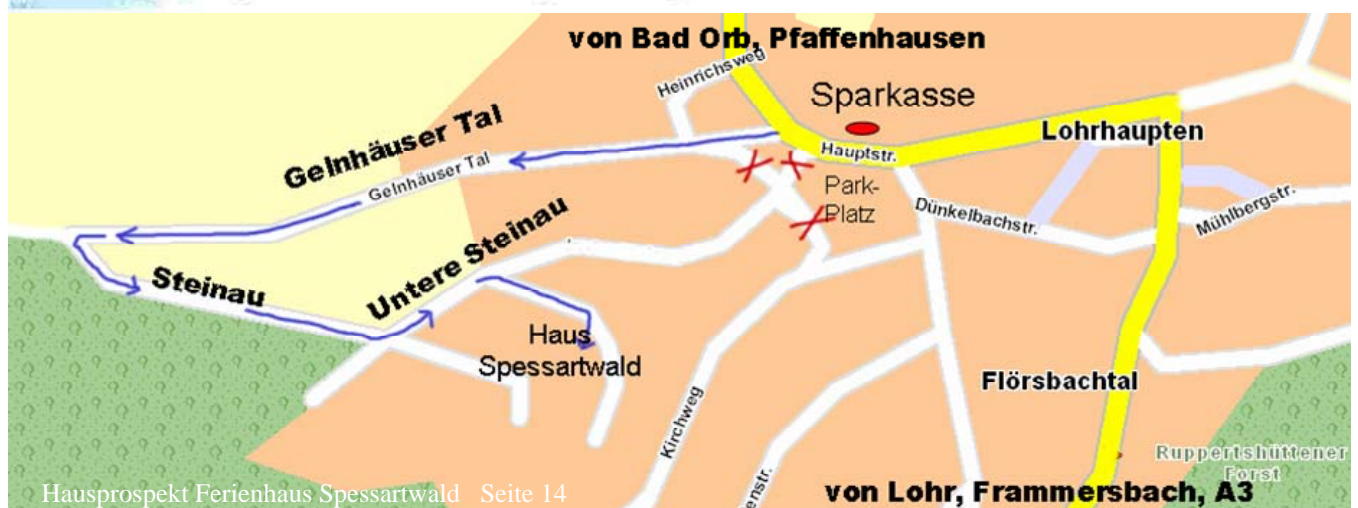 von Bad Orb, Pfaffenhausen
Heinrichsweg
Sparkasse
Lohrhaupten
Gelnhäuser Tal
Gelnhäuser Tal
Hauptstr.
Park-
Platz
Dünkelbachstr.
Mühlbergstr.
Untere Steinau
Steinau
Haus
Spessartwald
Flörsbachtal
Kirchweg
enstr.
Ruppertshüttener
Forst
von Lohr, Frammersbach, A3
Hausprospekt Ferienhaus Spessartwald Seite 14